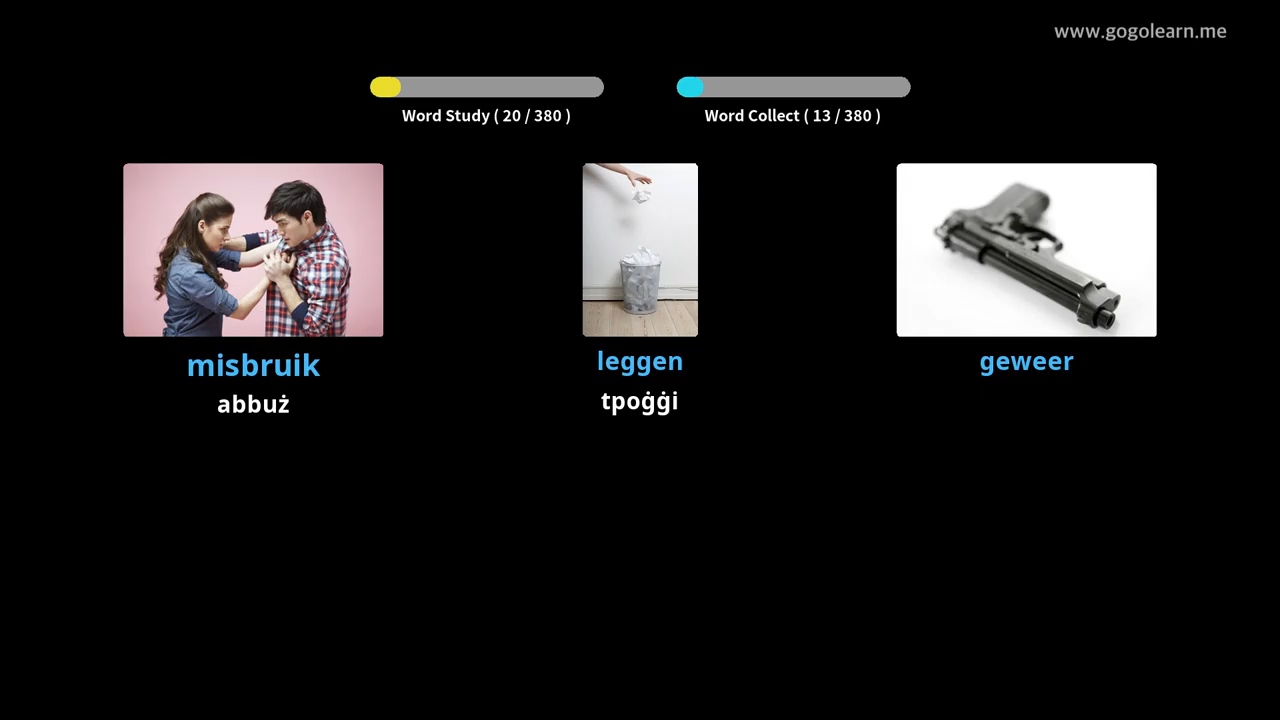 www.gogolearn.me
Word Study ( 20 / 380 )
Word Collect ( 13 / 380 )
misbruik
abbuż
leggen
tpoġġi
geweer